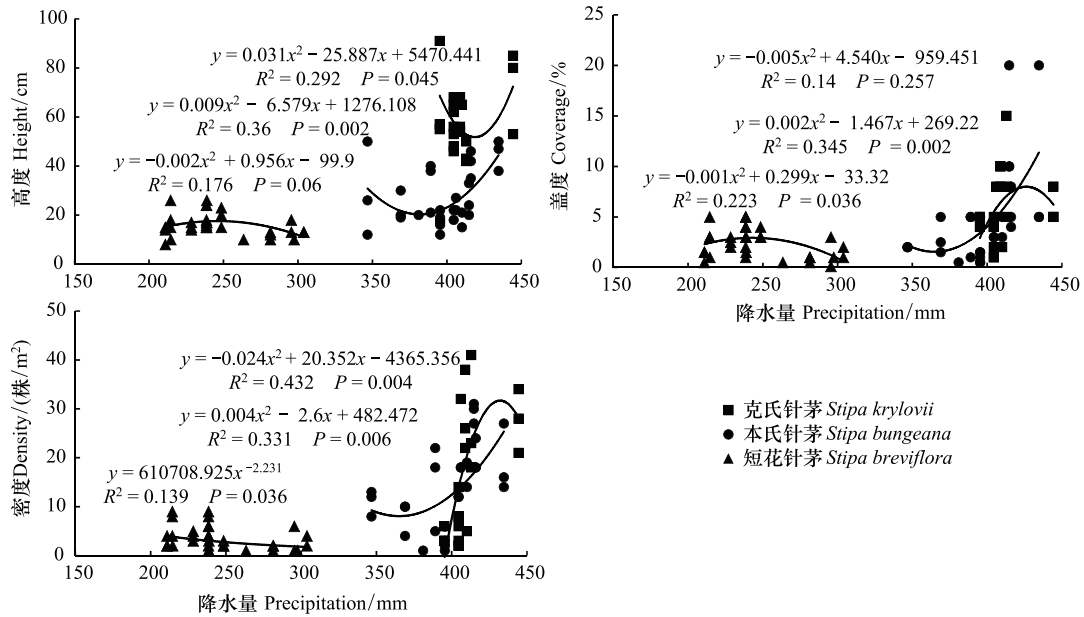 100
80
60
40
20
0
高度 Height/cm
y = 0.031x² − 25.887x + 5470.441
R² = 0.292 P = 0.045
y = 0.009x² − 6.579x + 1276.108
R² = 0.36 P = 0.002
y = −0.002x² + 0.956x − 99.9
R² = 0.176 P = 0.06
150 200 250 300 350 400 450
25
20
15
10
5
0
盖度 Coverage/%
y = −0.005x² + 4.540x − 959.451
R² = 0.14 P = 0.257
y = 0.002x² − 1.467x + 269.22
R² = 0.345 P = 0.002
y = −0.001x² + 0.299x − 33.32
R² = 0.223 P = 0.036
150 200 250 300 350 400 450
降水量 Precipitation/mm
50
40
30
20
10
0
密度Density/(株/m²)
y = −0.024x² + 20.352x − 4365.356
R² = 0.432 P = 0.004
y = 0.004x² − 2.6x + 482.472
R² = 0.331 P = 0.006
y = 610708.925x^−2.231
R² = 0.139 P = 0.036
150 200 250 300 350 400 450
降水量 Precipitation/mm
克氏针茅 Stipa krylovii
本氏针茅 Stipa bungeana
短花针茅 Stipa breviflora